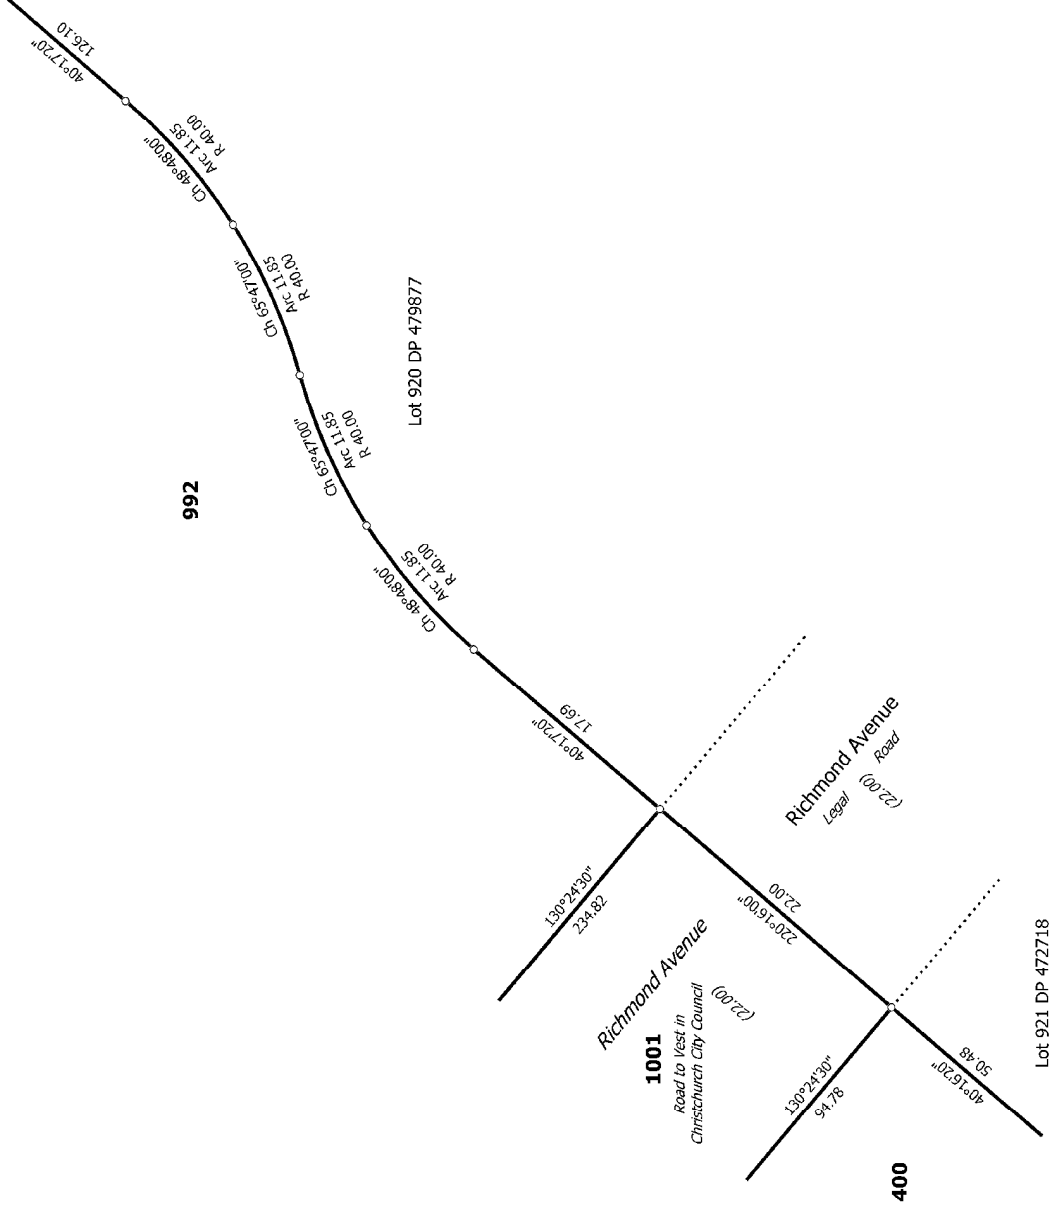 126.10
40°17'20"
Ch 48°48'00"
Arc 11.85
R 40.00
Ch 65°47'00"
Arc 11.85
R 40.00
Lot 920 DP 479877
Ch 65°47'00"
Arc 11.85
R 40.00
992
Ch 48°48'00"
Arc 11.85
R 40.00
17.69
40°17'20"
Richmond Avenue
Legal (22.00) Road
130°24'30"
234.82
22.00
220°16'00"
Richmond Avenue
(22.00)
1001
Road to Vest in
Christchurch City Council
130°24'30"
94.78
50.48
40°16'20"
Lot 921 DP 472718
400